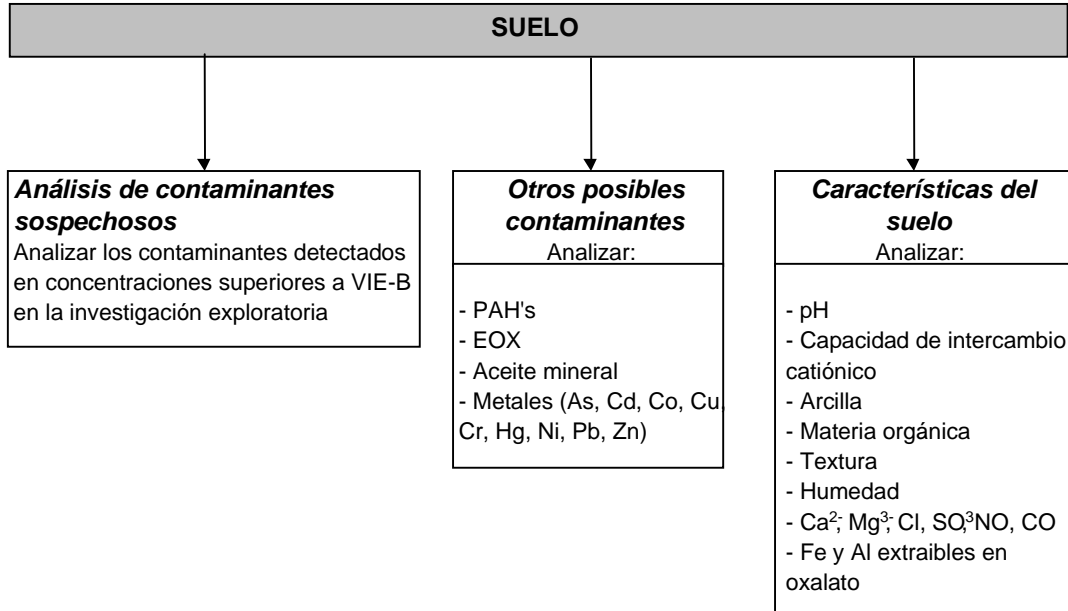 SUELO
Análisis de contaminantes
sospechosos
Analizar los contaminantes detectados
en concentraciones superiores a VIE-B
en la investigación exploratoria
Otros posibles
contaminantes
Analizar:
- PAH's
- EOX
- Aceite mineral
- Metales (As, Cd, Co, Cu,
Cr, Hg, Ni, Pb, Zn)
Características del
suelo
Analizar:
- pH
- Capacidad de intercambio
catiónico
- Arcilla
- Materia orgánica
- Textura
- Humedad
- Ca²⁻, Mg³⁻, Cl, SO,³NO, CO
- Fe y Al extraibles en
oxalato